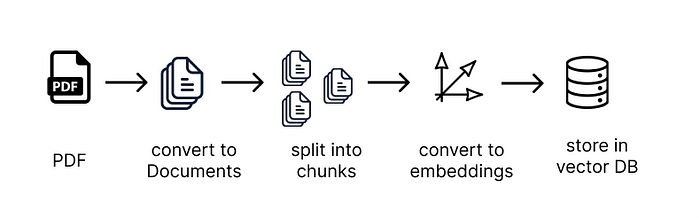 PDF
PDF
convert to
Documents
split into
chunks
convert to
embeddings
store in
vector DB